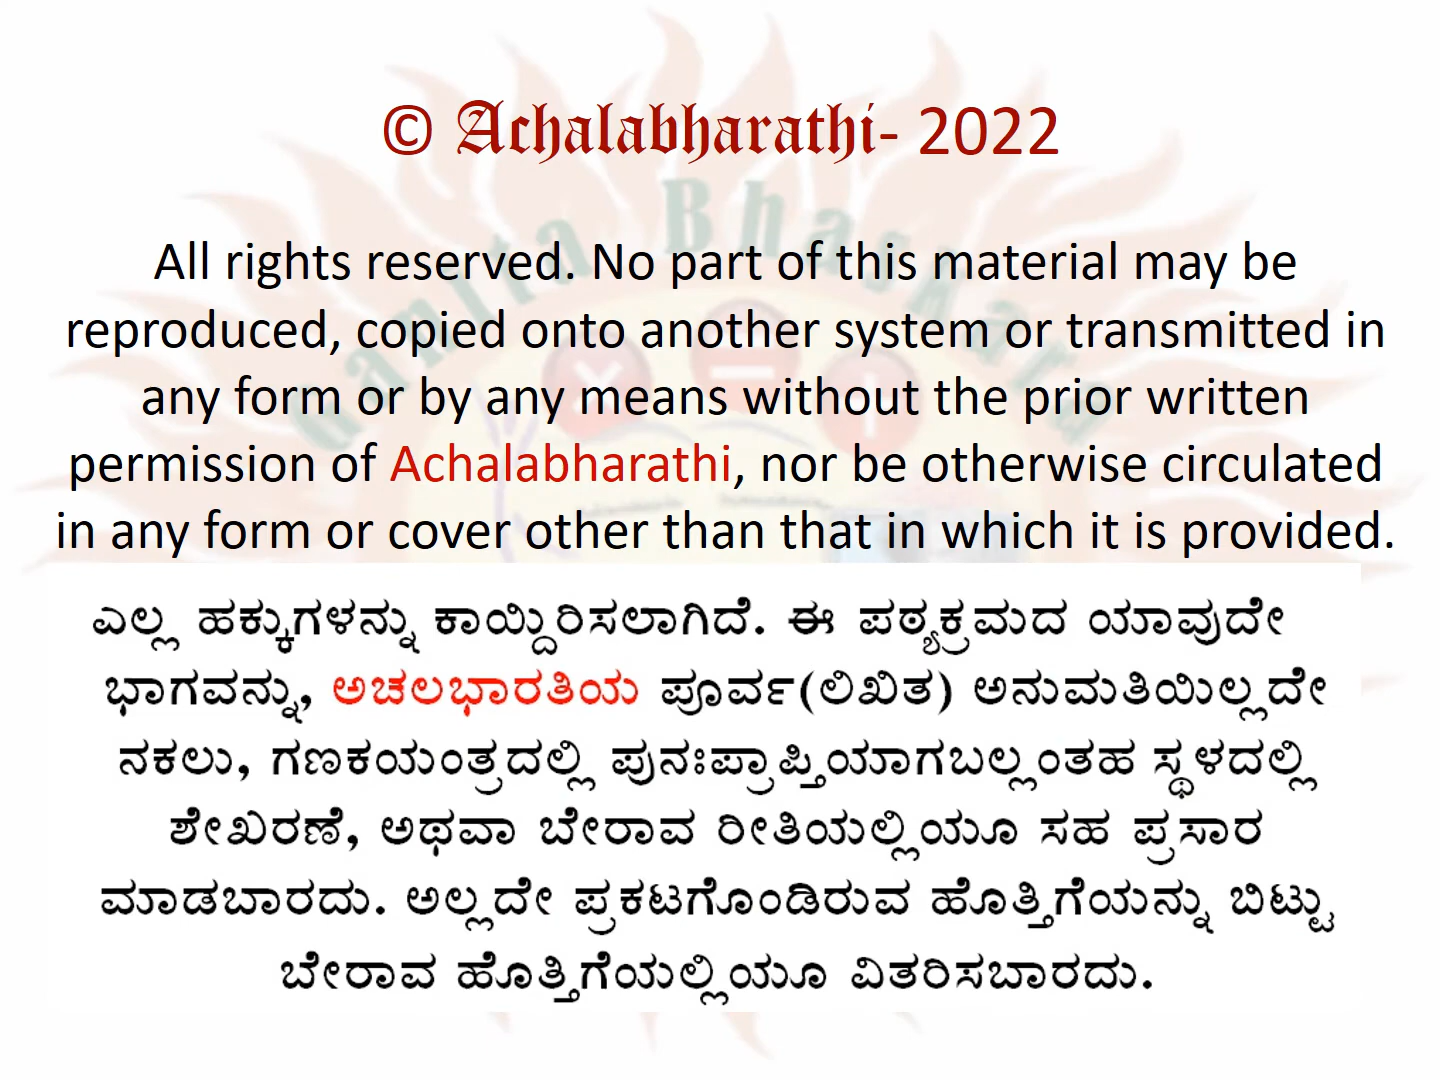 © Achalabharathi- 2022
Ganita Bhaskara
All rights reserved. No part of this material may be
reproduced, copied onto another system or transmitted in
any form or by any means without the prior written
permission of Achalabharathi, nor be otherwise circulated
in any form or cover other than that in which it is provided.
ಎಲ್ಲ ಹಕ್ಕುಗಳನ್ನು ಕಾಯ್ದಿರಿಸಲಾಗಿದೆ. ಈ ಪಠ್ಯಕ್ರಮದ ಯಾವುದೇ
ಭಾಗವನ್ನು, ಅಚಲಭಾರತಿಯ ಪೂರ್ವ(ಲಿಖಿತ) ಅನುಮತಿಯಿಲ್ಲದೇ
ನಕಲು, ಗಣಕಯಂತ್ರದಲ್ಲಿ ಪುನಃಪ್ರಾಪ್ತಿಯಾಗಬಲ್ಲಂತಹ ಸ್ಥಳದಲ್ಲಿ
ಶೇಖರಣೆ, ಅಥವಾ ಬೇರಾವ ರೀತಿಯಲ್ಲಿಯೂ ಸಹ ಪ್ರಸಾರ
ಮಾಡಬಾರದು. ಅಲ್ಲದೇ ಪ್ರಕಟಗೊಂಡಿರುವ ಹೊತ್ತಿಗೆಯನ್ನು ಬಿಟ್ಟು
ಬೇರಾವ ಹೊತ್ತಿಗೆಯಲ್ಲಿಯೂ ವಿತರಿಸಬಾರದು.